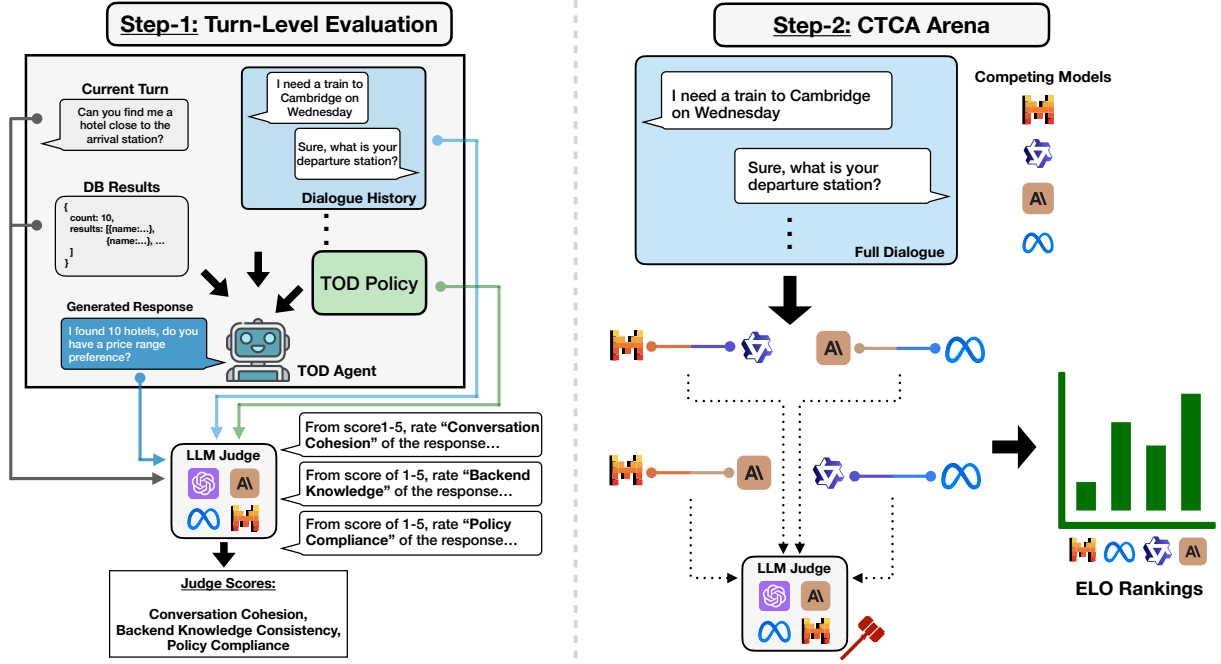 Step-1: Turn-Level Evaluation
Current Turn
Can you find me a
hotel close to the
arrival station?
I need a train to
Cambridge on
Wednesday
Sure, what is your
departure station?
Dialogue History
DB Results
{
count: 10,
results: [{name:...},
{name:...}, ...
]
}
TOD Policy
Generated Response
I found 10 hotels, do you
have a price range
preference?
TOD Agent
LLM Judge
A\
From score1-5, rate “Conversation
Cohesion” of the response...
From score of 1-5, rate “Backend
Knowledge” of the response...
From score of 1-5, rate “Policy
Compliance” of the response...
Judge Scores:
Conversation Cohesion,
Backend Knowledge Consistency,
Policy Compliance
Step-2: CTCA Arena
I need a train to Cambridge
on Wednesday
Sure, what is your
departure station?
Full Dialogue
Competing Models
A\
A\
A\
LLM Judge
A\
A\
ELO Rankings